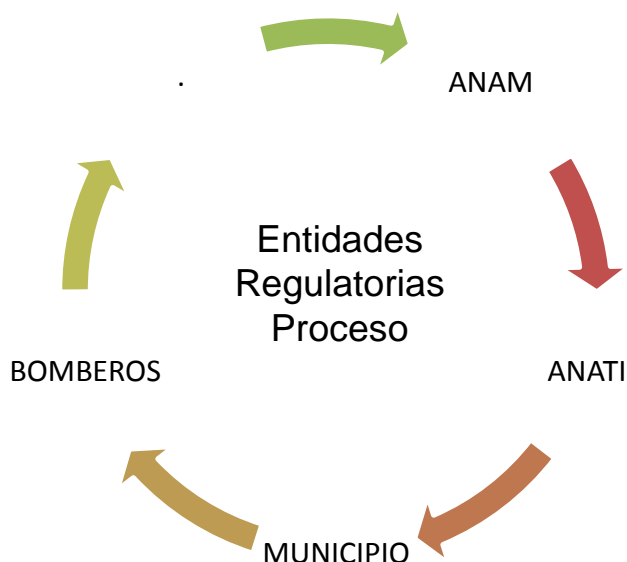 .
ANAM
Entidades
Regulatorias
Proceso
BOMBEROS
ANATI
MUNICIPIO